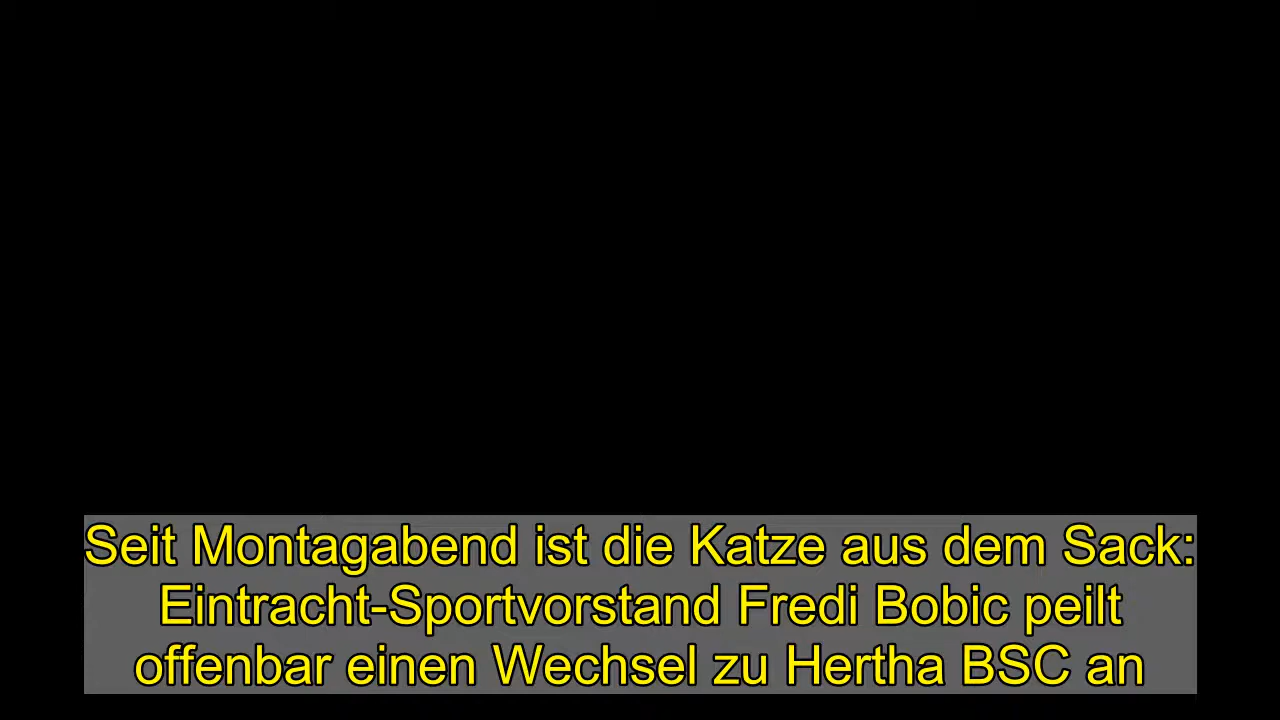 Seit Montagabend ist die Katze aus dem Sack:
Eintracht-Sportvorstand Fredi Bobic peilt
offenbar einen Wechsel zu Hertha BSC an